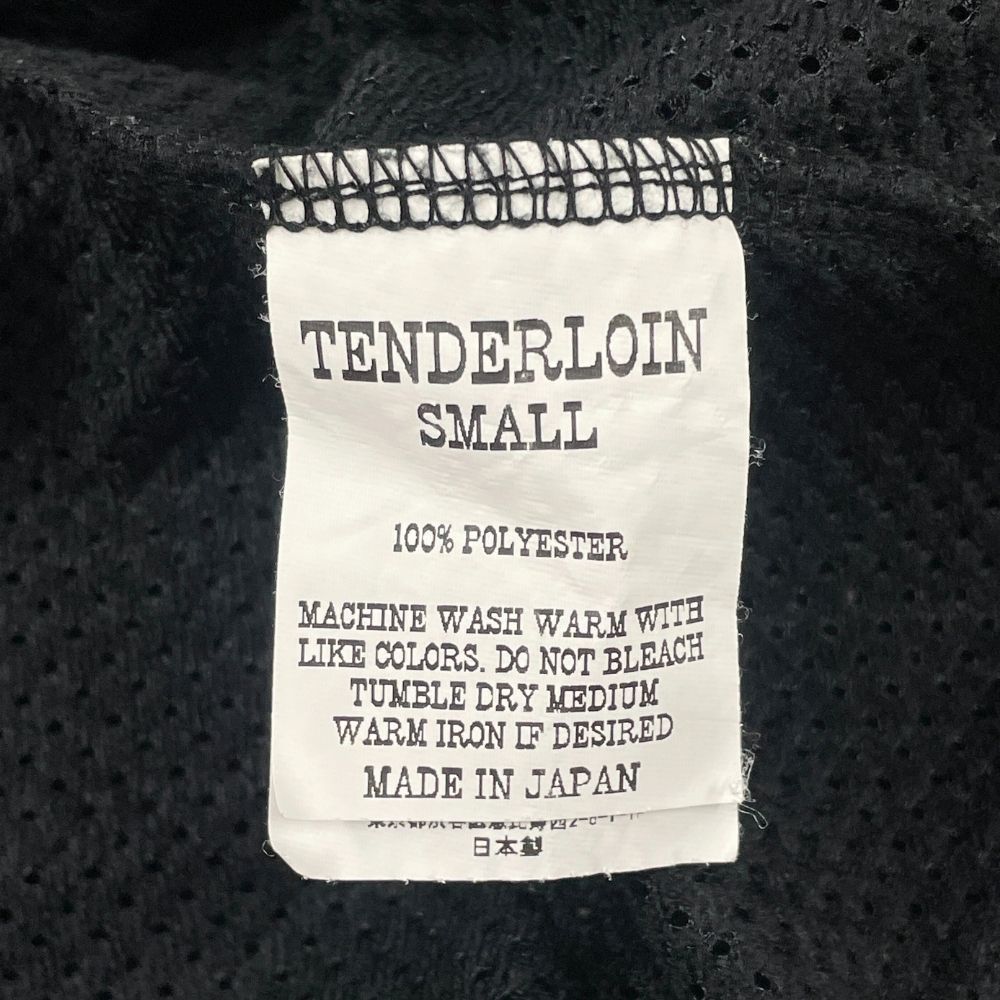 TENDERLOIN
SMALL
100% POLYESTER
MACHINE WASH WARM WITH
LIKE COLORS. DO NOT BLEACH
TUMBLE DRY MEDIUM
WARM IRON IF DESIRED
MADE IN JAPAN
日本製